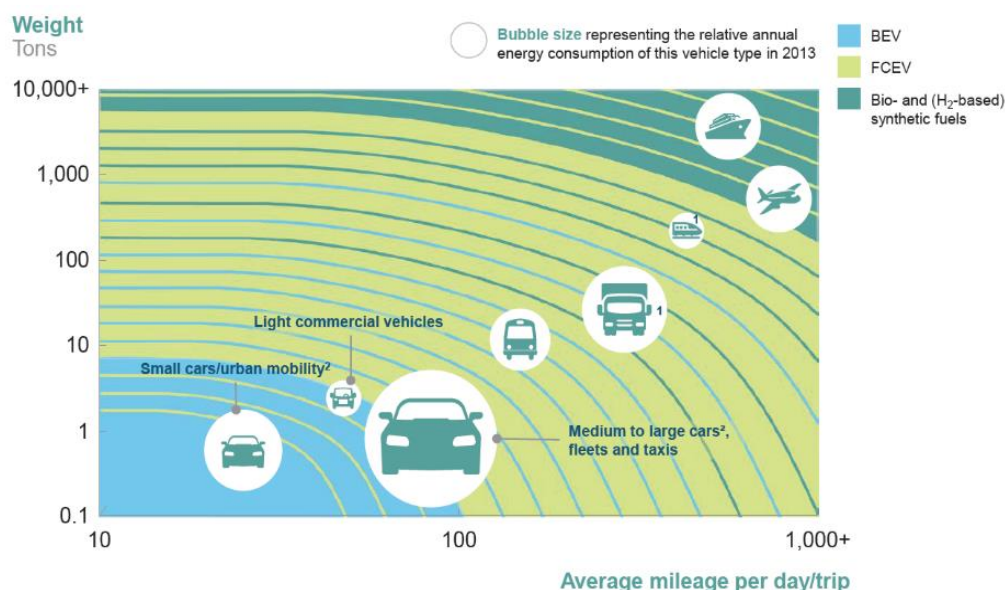 Weight
Tons
Bubble size representing the relative annual
energy consumption of this vehicle type in 2013
BEV
FCEV
Bio- and (H₂-based)
synthetic fuels
10,000+
1,000
100
10
1
0.1
1
1
Light commercial vehicles
Small cars/urban mobility²
Medium to large cars²,
fleets and taxis
10
100
1,000+
Average mileage per day/trip